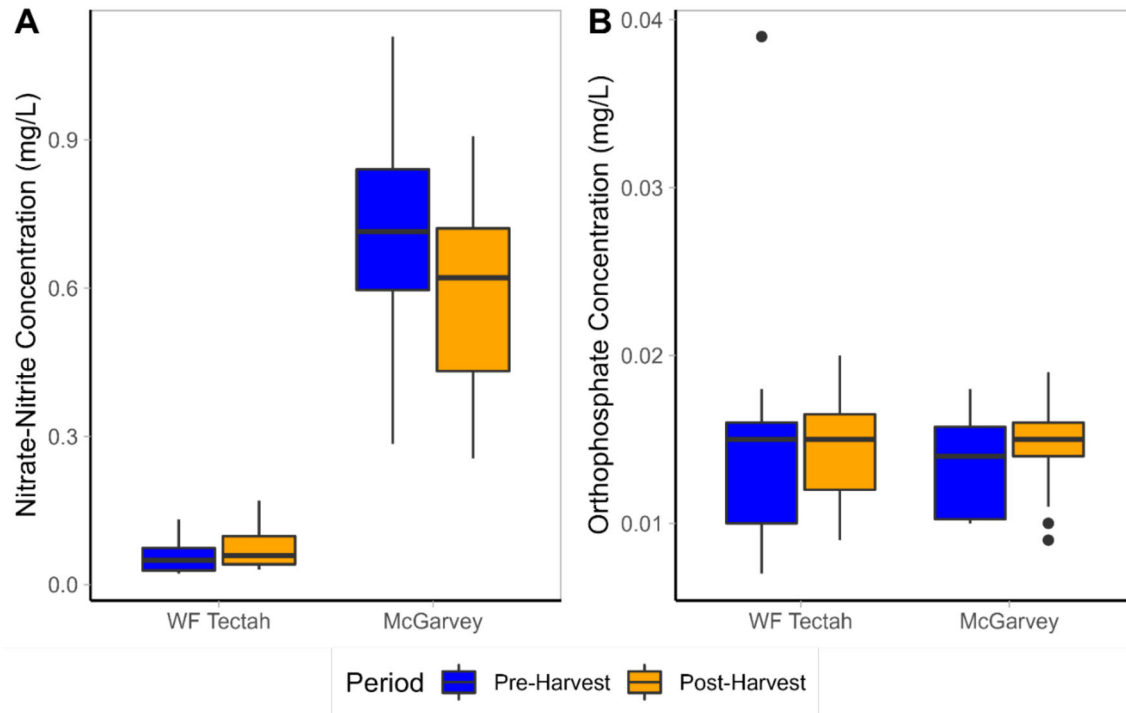 A
Nitrate-Nitrite Concentration (mg/L)
0.9
0.6
0.3
0.0
WF Tectah
McGarvey
B
Orthophosphate Concentration (mg/L)
0.04
0.03
0.02
0.01
WF Tectah
McGarvey
Period Pre-Harvest Post-Harvest